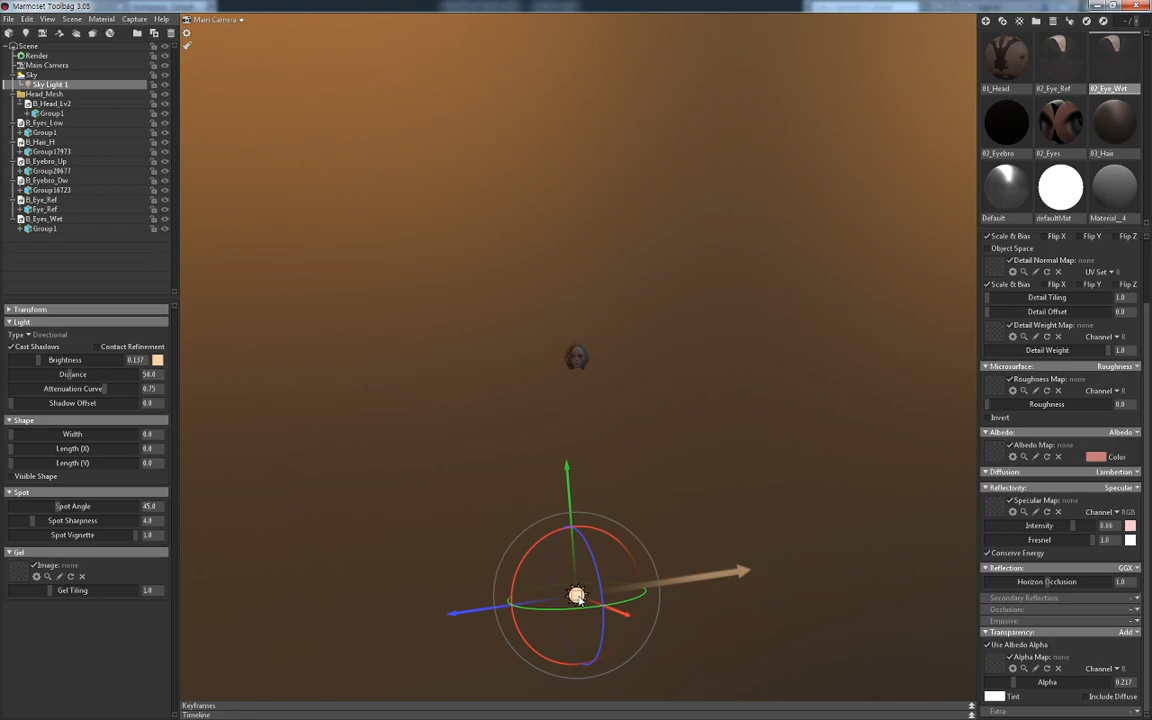 Marmoset Toolbag 3.05
File Edit View Scene Material Capture Help
Main Camera
Scene
Render
Main Camera
Sky
Sky Light 1
Head_Mesh
B_Head_Lv2
Group1
B_Eyes_Low
Group1
B_Hair_H
Group17973
B_Eyebro_Up
Group20677
B_Eyebro_Dw
Group16723
B_Eye_Ref
Eye_Ref
B_Eyes_Wet
Group1
Transform
Light
Type Directional
Cast Shadows Contact Refinement
Brightness 0.137
Distance 50.0
Attenuation Curve 0.75
Shadow Offset 0.0
Shape
Width 0.0
Length (X) 0.0
Length (Y) 0.0
Visible Shape
Spot
Spot Angle 45.0
Spot Sharpness 4.0
Spot Vignette 1.0
Gel
Image: none
Gel Tiling 1.0
Keyframes
Timeline
01_Head 02_Eye_Ref 02_Eye_Wet
02_Eyebro 02_Eyes 03_Hair
Default defaultMat Material_4
Scale & Bias Flip X Flip Y Flip Z
Object Space
Detail Normal Map: none
UV Set 0
Scale & Bias Flip X Flip Y Flip Z
Detail Tiling 1.0
Detail Offset 0.0
Detail Weight Map: none
Channel R
Detail Weight 1.0
Microsurface: Roughness
Roughness Map: none
Channel R
Roughness 0.0
Invert
Albedo: Albedo
Albedo Map: none
Color
Diffusion: Lambertian
Reflectivity: Specular
Specular Map: none
Channel RGB
Intensity 0.66
Fresnel 1.0
Conserve Energy
Reflection: GGX
Horizon Occlusion 1.0
Secondary Reflection:
Occlusion:
Emissive:
Transparency: Add
Use Albedo Alpha
Alpha Map: none
Channel R
Alpha 0.217
Tint Include Diffuse
Extra: